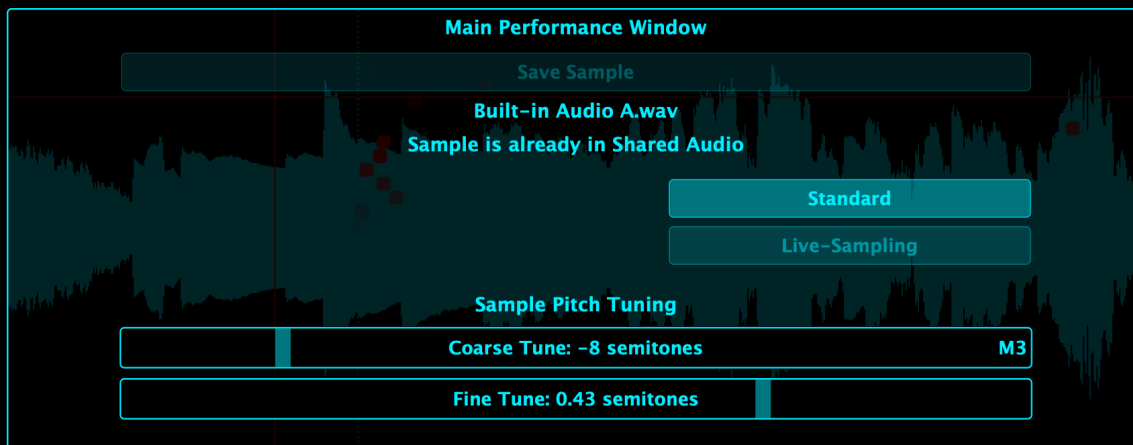 Main Performance Window
Save Sample
Built-in Audio A.wav
Sample is already in Shared Audio
Standard
Live-Sampling
Sample Pitch Tuning
Coarse Tune: -8 semitones M3
Fine Tune: 0.43 semitones